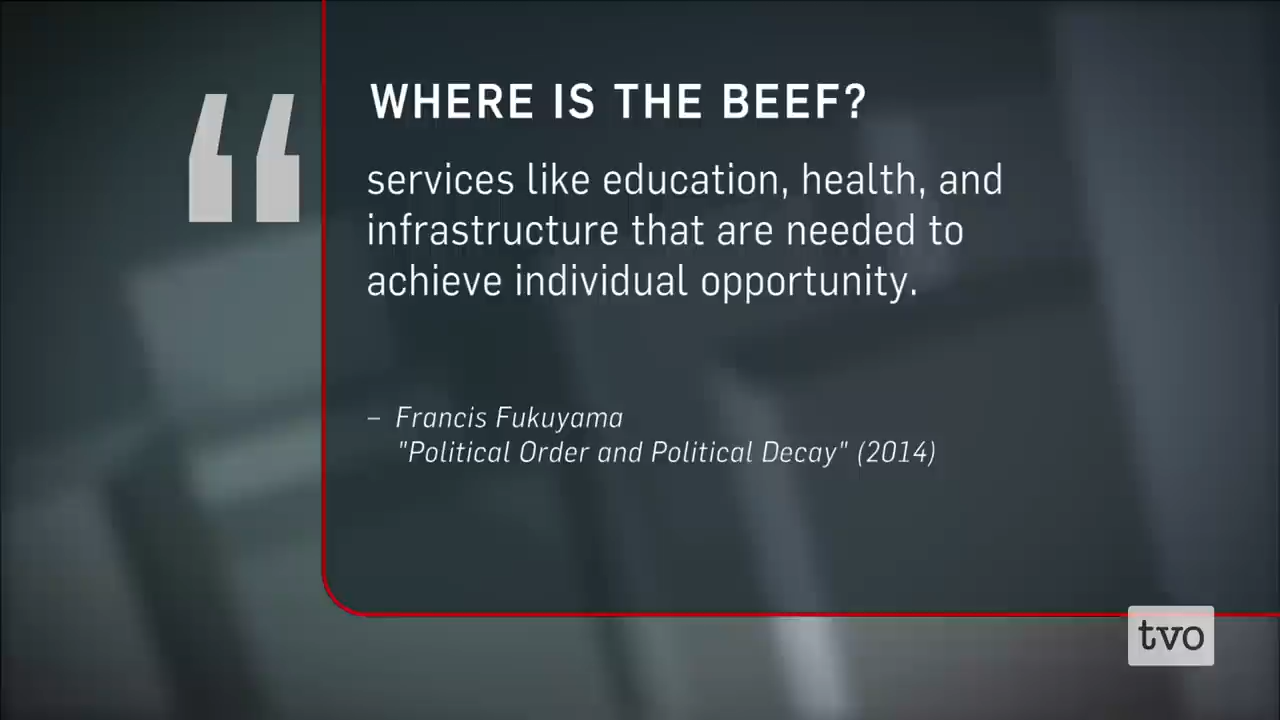 WHERE IS THE BEEF?
services like education, health, and
infrastructure that are needed to
achieve individual opportunity.
– Francis Fukuyama
"Political Order and Political Decay" (2014)
tvo